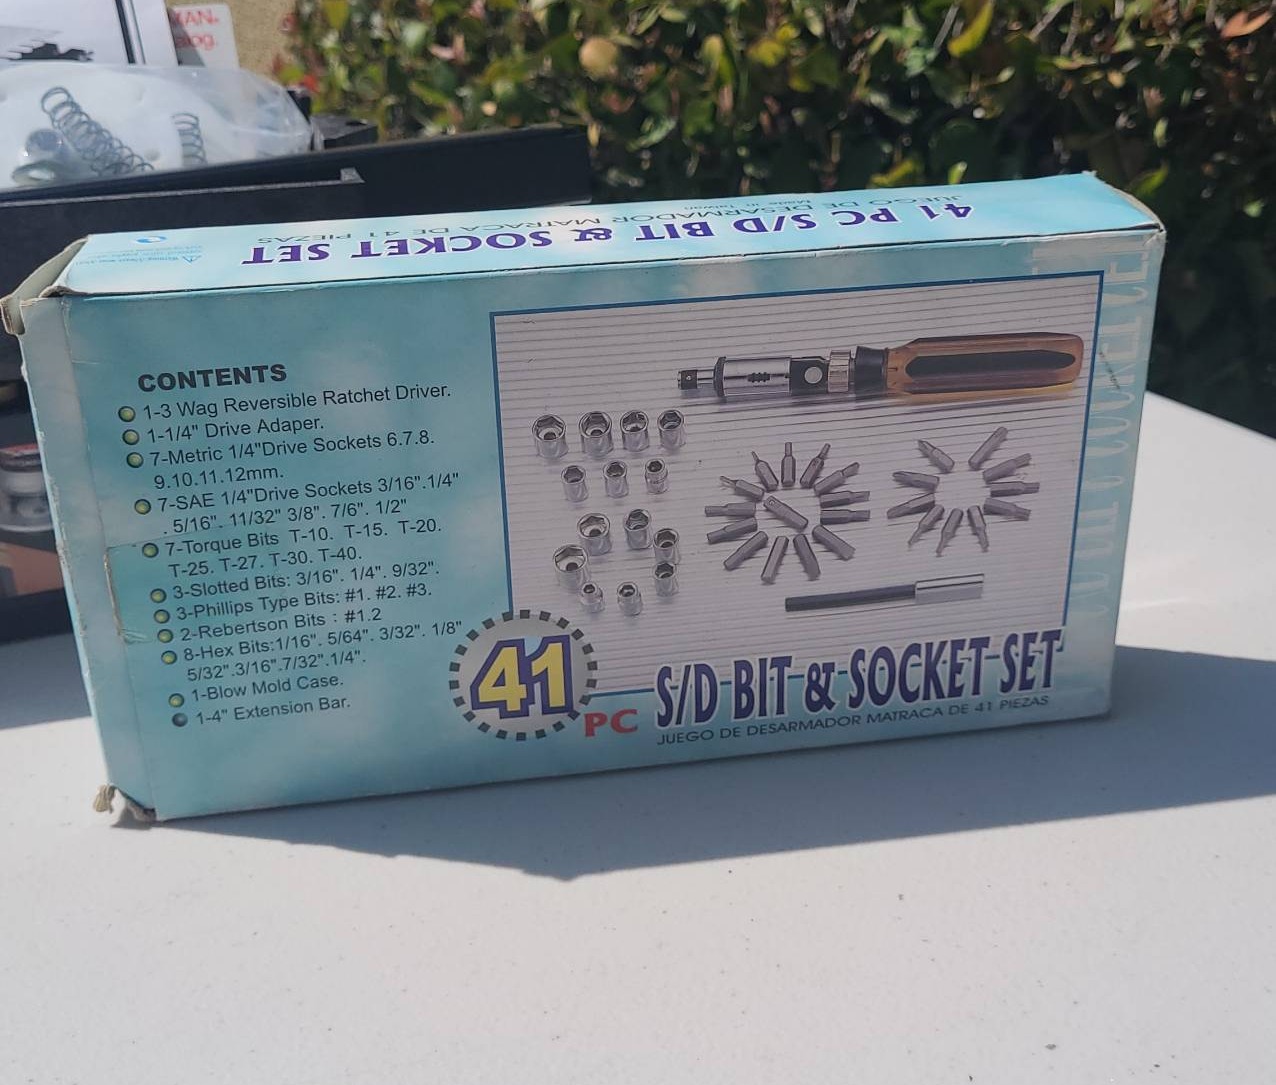 YAN.
41 PC S/D BIT & SOCKET SET
JUEGO DE DESARMADOR MATRACA DE 41 PIEZAS
Made in Taiwan
CONTENTS
1-3 Wag Reversible Ratchet Driver.
1-1/4" Drive Adaper.
7-Metric 1/4"Drive Sockets 6.7.8.
9.10.11.12mm.
7-SAE 1/4"Drive Sockets 3/16".1/4"
.5/16". 11/32" 3/8". 7/6". 1/2"
7-Torque Bits T-10. T-15. T-20.
T-25. T-27. T-30. T-40.
3-Slotted Bits: 3/16". 1/4". 9/32".
3-Phillips Type Bits: #1. #2. #3.
2-Rebertson Bits : #1.2
8-Hex Bits:1/16". 5/64". 3/32". 1/8"
5/32".3/16".7/32".1/4".
1-Blow Mold Case.
1-4" Extension Bar.
41 PC S/D BIT & SOCKET SET
JUEGO DE DESARMADOR MATRACA DE 41 PIEZAS